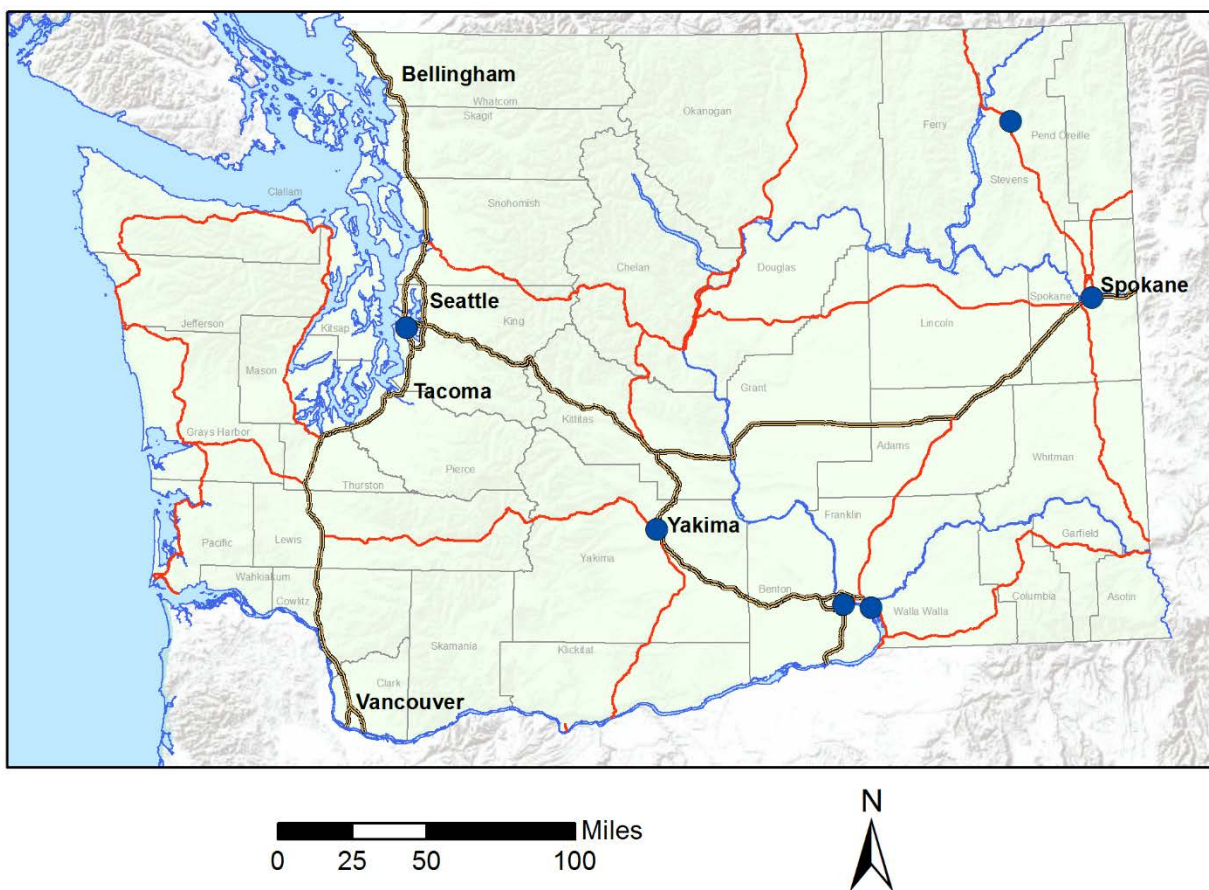 Bellingham
Whatcom
Skagit
Okanogan
Ferry
Pend Oreille
Stevens
Clallam
Snohomish
Chelan
Douglas
Seattle
Spokane
Spokane
Jefferson
Kitsap
King
Lincoln
Mason
Tacoma
Grant
Kittitas
Grays Harbor
Adams
Pierce
Whitman
Thurston
Franklin
Yakima
Garfield
Pacific
Lewis
Yakima
Wahkiakum
Cowlitz
Benton
Walla Walla
Columbia
Asotin
Skamania
Klickitat
Clark
Vancouver
N
Miles
0 25 50 100